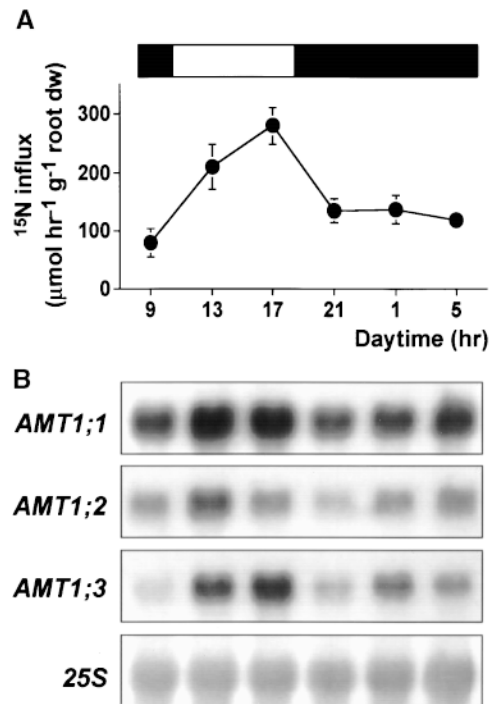 A
¹⁵N influx
(μmol hr⁻¹ g⁻¹ root dw)
300
200
100
0
9 13 17 21 1 5
Daytime (hr)
B
AMT1;1
AMT1;2
AMT1;3
25S